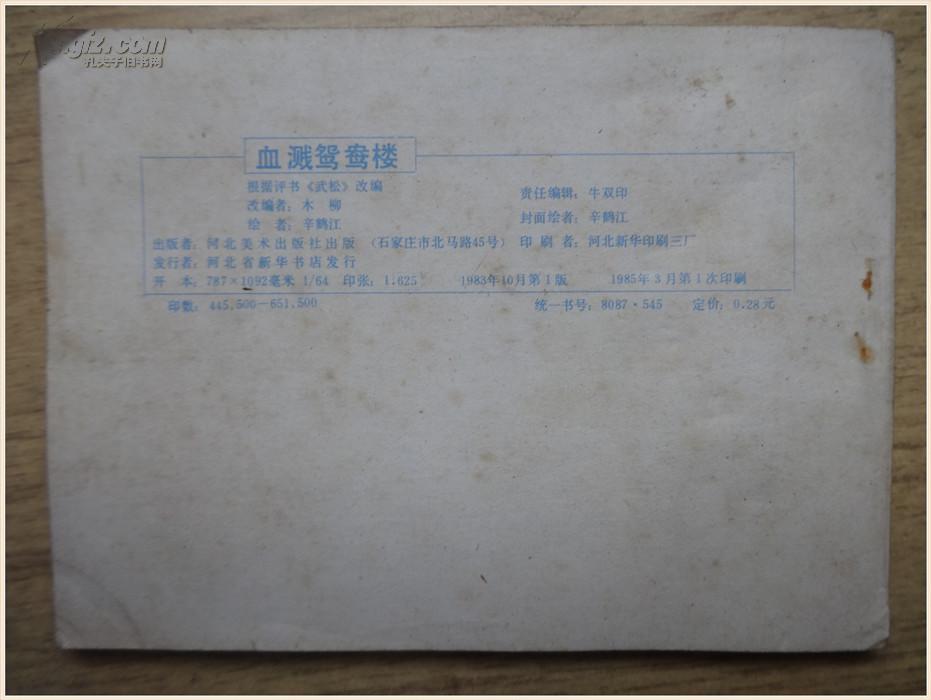 孔夫子旧书网
血溅鸳鸯楼
根据评书《武松》改编
改编者：木 柳
绘 者：辛鹤江
责任编辑：牛双印
封面绘者：辛鹤江
出版者：河北美术出版社出版 （石家庄市北马路45号） 印 刷 者：河北新华印刷三厂
发行者：河北省新华书店发行
开 本：787×1092毫米 1/64 印张：1.625 1983年10月第1版 1985年3月第1次印刷
印数：445,500—651,500 统一书号：8087·545 定价：0.28元